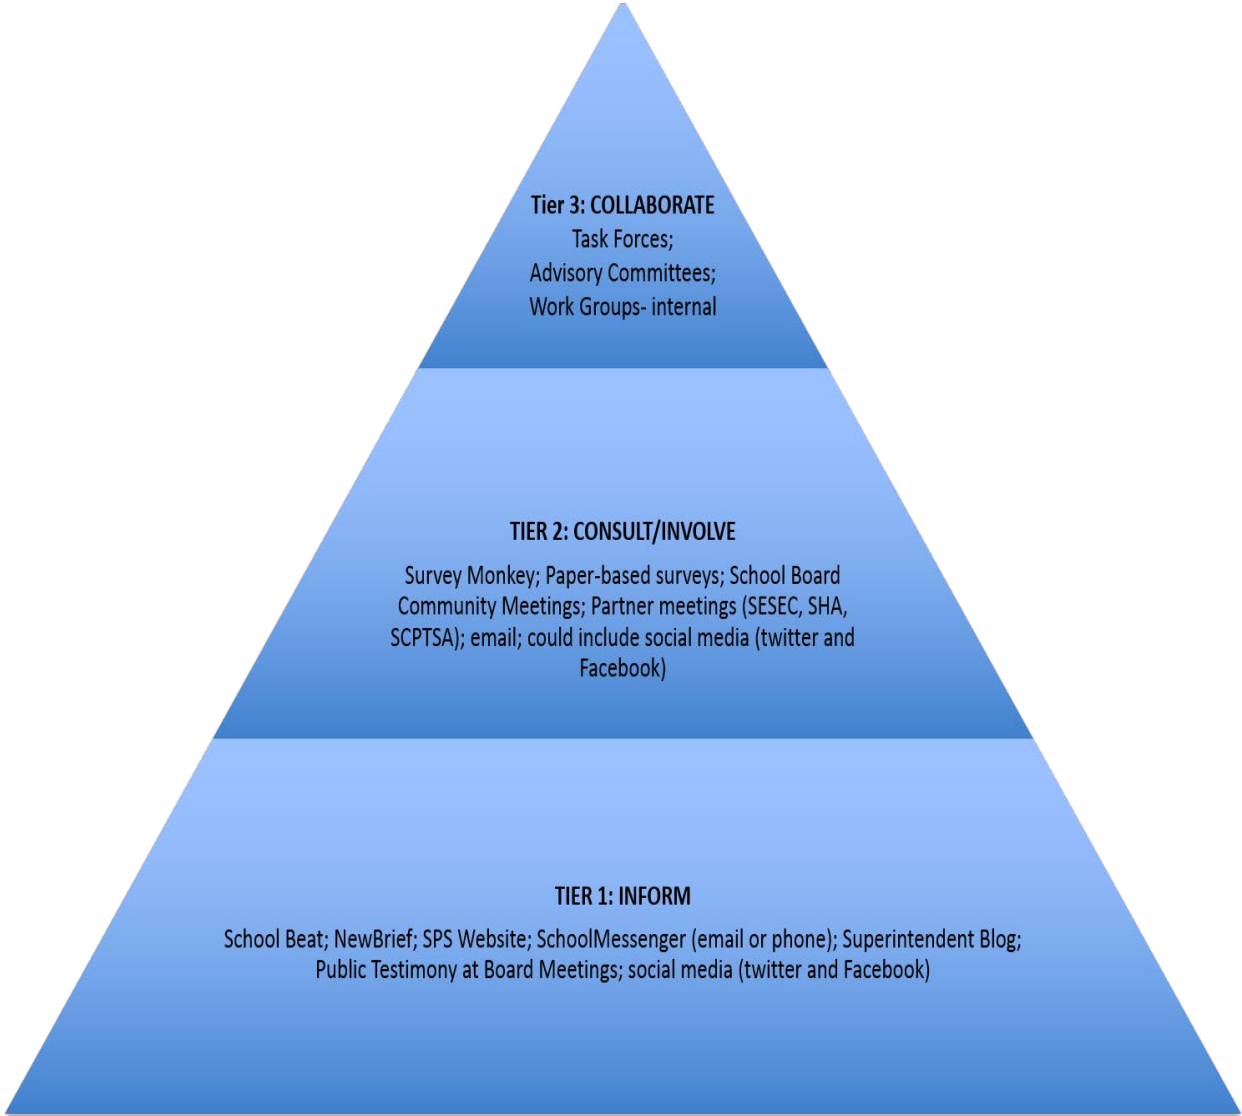 Tier 3: COLLABORATE
Task Forces;
Advisory Committees;
Work Groups- internal
TIER 2: CONSULT/INVOLVE
Survey Monkey; Paper-based surveys; School Board
Community Meetings; Partner meetings (SESEC, SHA,
SCPTSA); email; could include social media (twitter and
Facebook)
TIER 1: INFORM
School Beat; NewBrief; SPS Website; SchoolMessenger (email or phone); Superintendent Blog;
Public Testimony at Board Meetings; social media (twitter and Facebook)